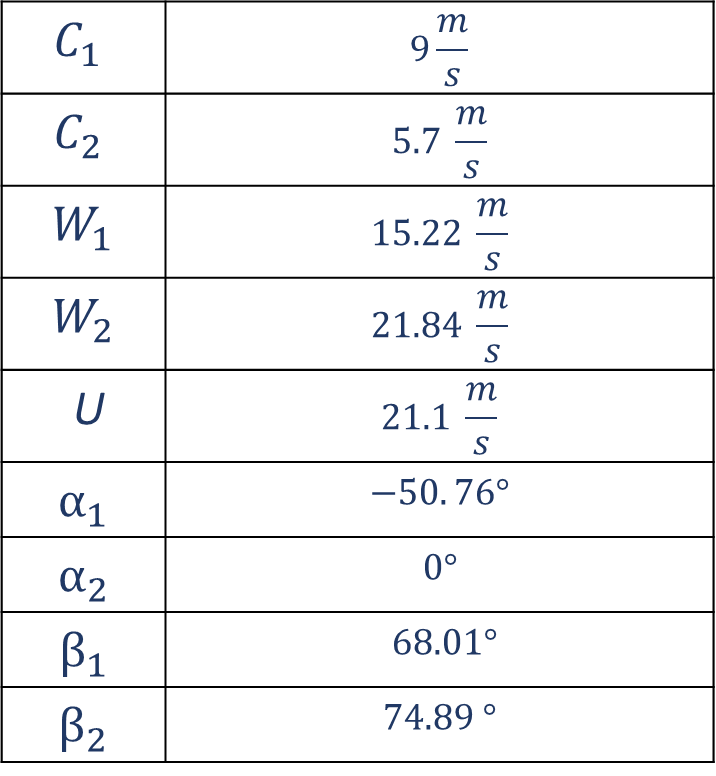 C₁ 9 m/s
C₂ 5.7 m/s
W₁ 15.22 m/s
W₂ 21.84 m/s
U 21.1 m/s
α₁ −50.76°
α₂ 0°
β₁ 68.01°
β₂ 74.89 °